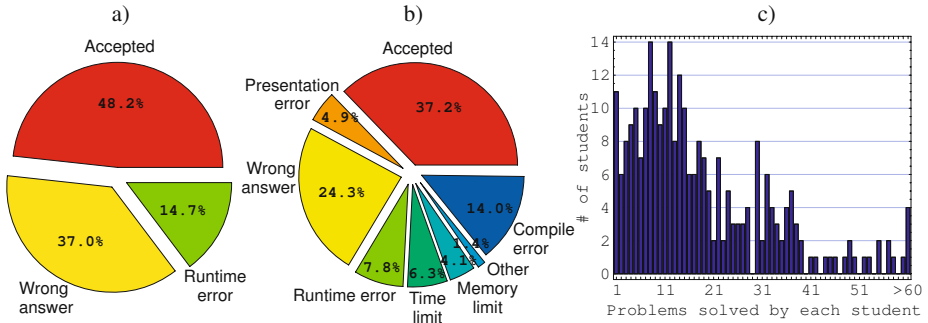 a)
Accepted
48.2%
37.0%
14.7%
Wrong
answer
Runtime
error
b)
Accepted
Presentation
error
4.9%
37.2%
Wrong
answer
24.3%
14.0%
Compile
error
1.4%
Other
4.1%
Memory
limit
6.3%
Time
limit
7.8%
Runtime error
c)
# of students
14
12
10
8
6
4
2
0
1 11 21 31 41 51 >60
Problems solved by each student